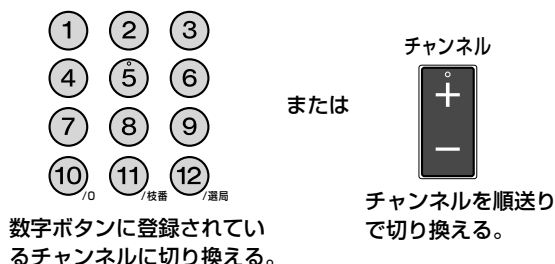 1 2 3
4 5 6
7 8 9
10/0 11/枝番 12/選局
または
チャンネル
+
−
数字ボタンに登録されてい
るチャンネルに切り換える。
チャンネルを順送り
で切り換える。